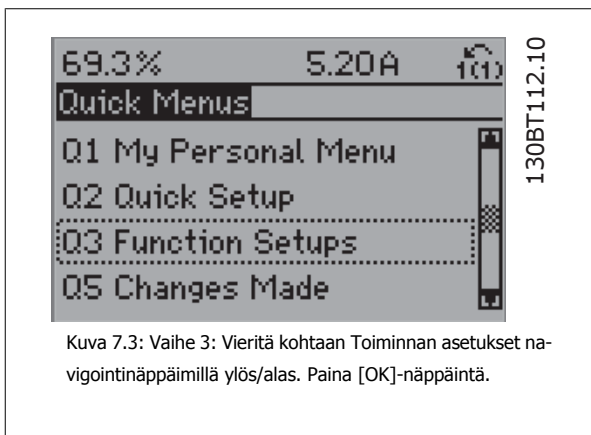 69.3% 5.20A 1(1)
Quick Menus
Q1 My Personal Menu
Q2 Quick Setup
Q3 Function Setups
Q5 Changes Made
130BT112.10
Kuva 7.3: Vaihe 3: Vieritä kohtaan Toiminnan asetukset na-
vigointinäppäimillä ylös/alas. Paina [OK]-näppäintä.